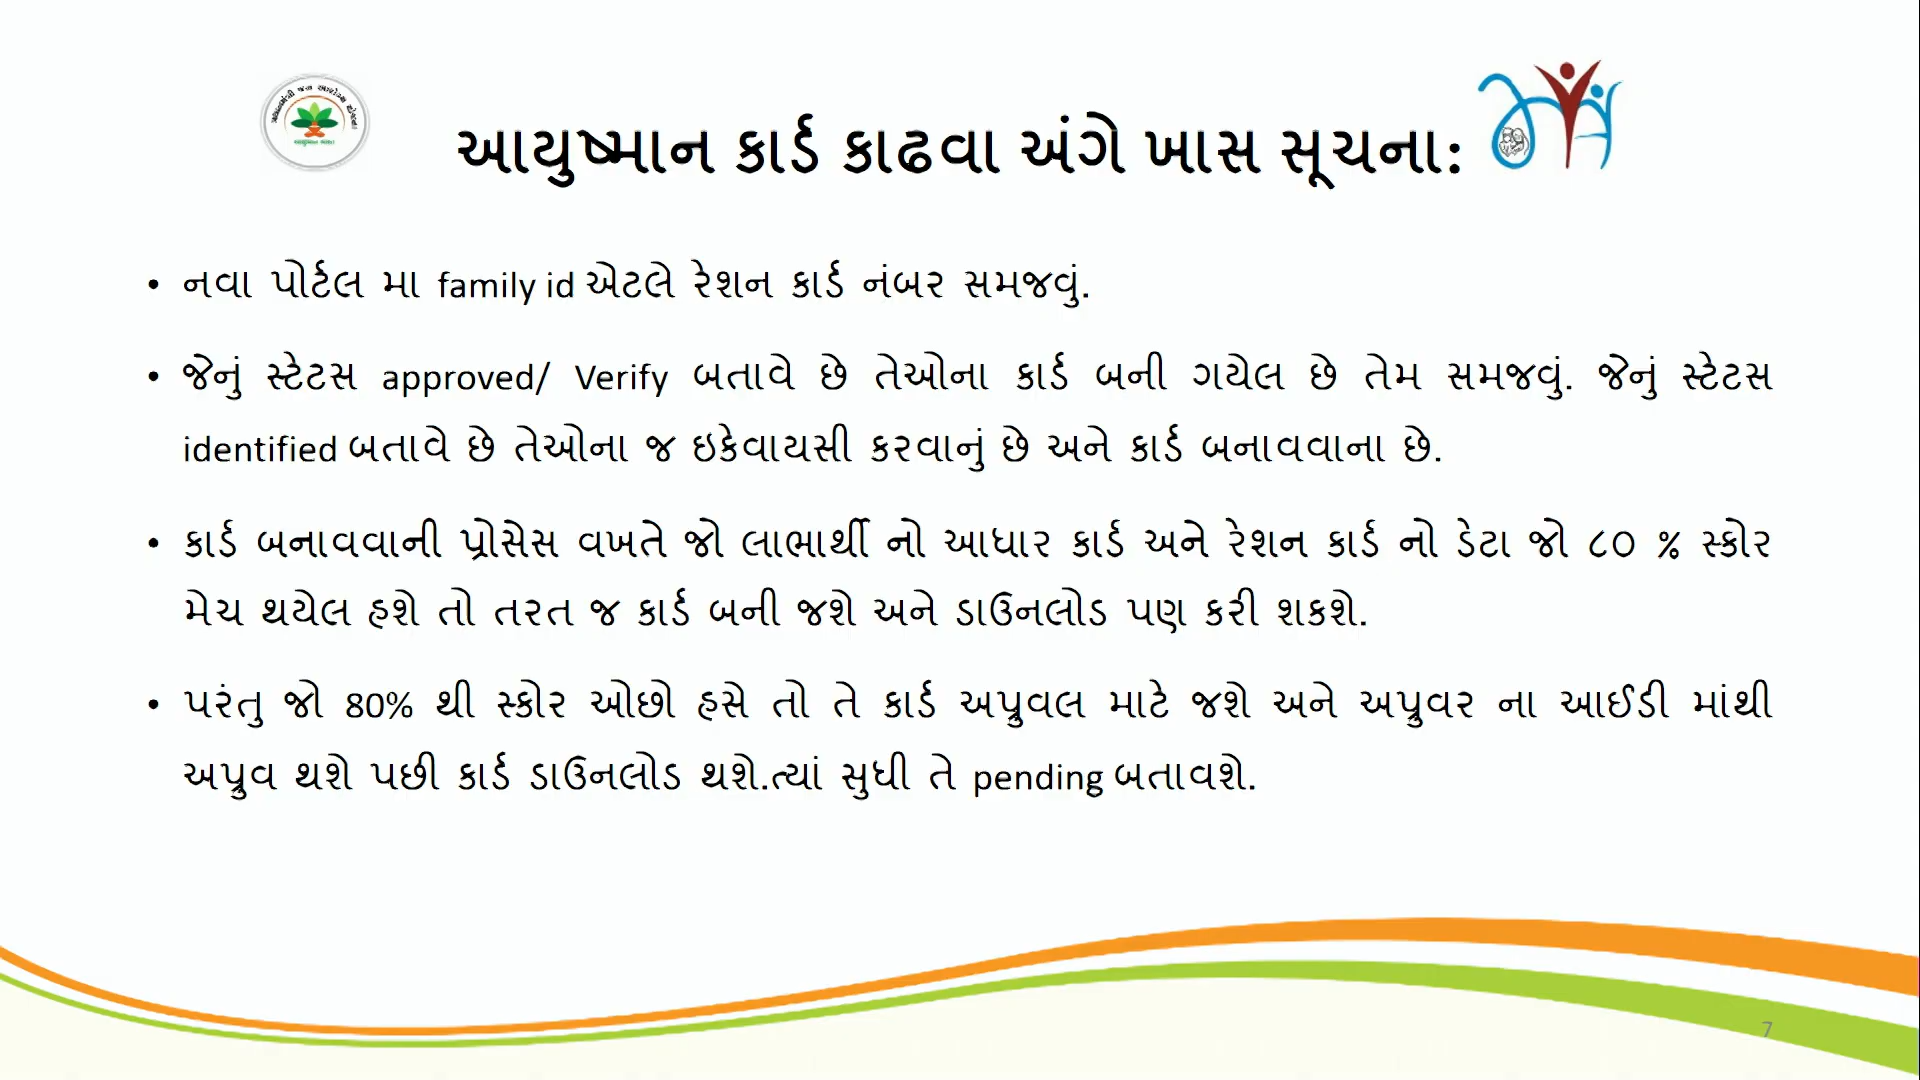 આયુષ્માન કાર્ડ કાઢવા અંગે ખાસ સૂચના:
• નવા પોર્ટલ મા family id એટલે રેશન કાર્ડ નંબર સમજવું.
• જેનું સ્ટેટસ approved/ Verify બતાવે છે તેઓના કાર્ડ બની ગયેલ છે તેમ સમજવું. જેનું સ્ટેટસ
identified બતાવે છે તેઓના જ ઇકેવાયસી કરવાનું છે અને કાર્ડ બનાવવાના છે.
• કાર્ડ બનાવવાની પ્રોસેસ વખતે જો લાભાર્થી નો આધાર કાર્ડ અને રેશન કાર્ડ નો ડેટા જો ૮૦ % સ્કોર
મેચ થયેલ હશે તો તરત જ કાર્ડ બની જશે અને ડાઉનલોડ પણ કરી શકશે.
• પરંતુ જો 80% થી સ્કોર ઓછો હસે તો તે કાર્ડ અપ્રુવલ માટે જશે અને અપ્રુવર ના આઈડી માંથી
અપ્રુવ થશે પછી કાર્ડ ડાઉનલોડ થશે.ત્યાં સુધી તે pending બતાવશે.
7